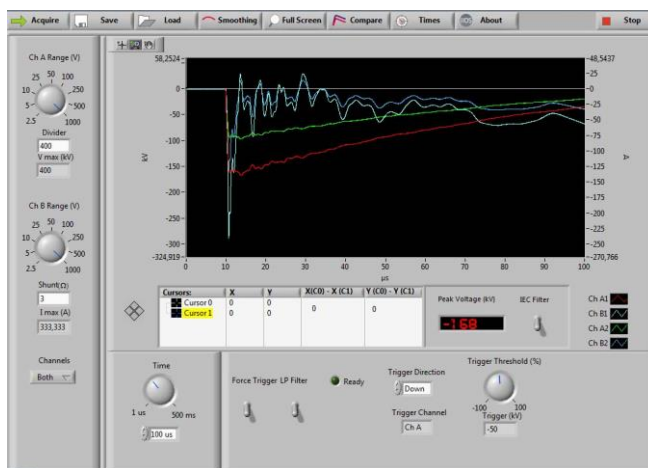 Acquire Save Load Smoothing Full Screen Compare Times About Stop
Ch A Range (V)
25 50 100
10 250
5 500
2.5 1000
Divider
400
V max (kV)
400
Ch B Range (V)
25 50 100
10 250
5 500
2.5 1000
Shunt(Ω)
3
I max (A)
333,333
Channels
Both
58,2524
0
-50
-100
-150
-200
-250
-300
-324,919
kV
48,5437
25
0
-25
-50
-75
-100
-125
-150
-175
-200
-225
-270,766
A
0 10 20 30 40 50 60 70 80 90 100
µs
Cursors: X Y X(C0) - X (C1) Y (C0) - Y (C1)
Cursor 0 0 0 0 0
Cursor 1 0 0
Peak Voltage (kV)
-168
IEC Filter
Ch A1
Ch B1
Ch A2
Ch B2
Time
1 us 500 ms
100 us
Force Trigger LP Filter
Ready
Trigger Direction
Down
Trigger Channel
Ch A
Trigger Threshold (%)
0
-100 100
Trigger (kV)
-50